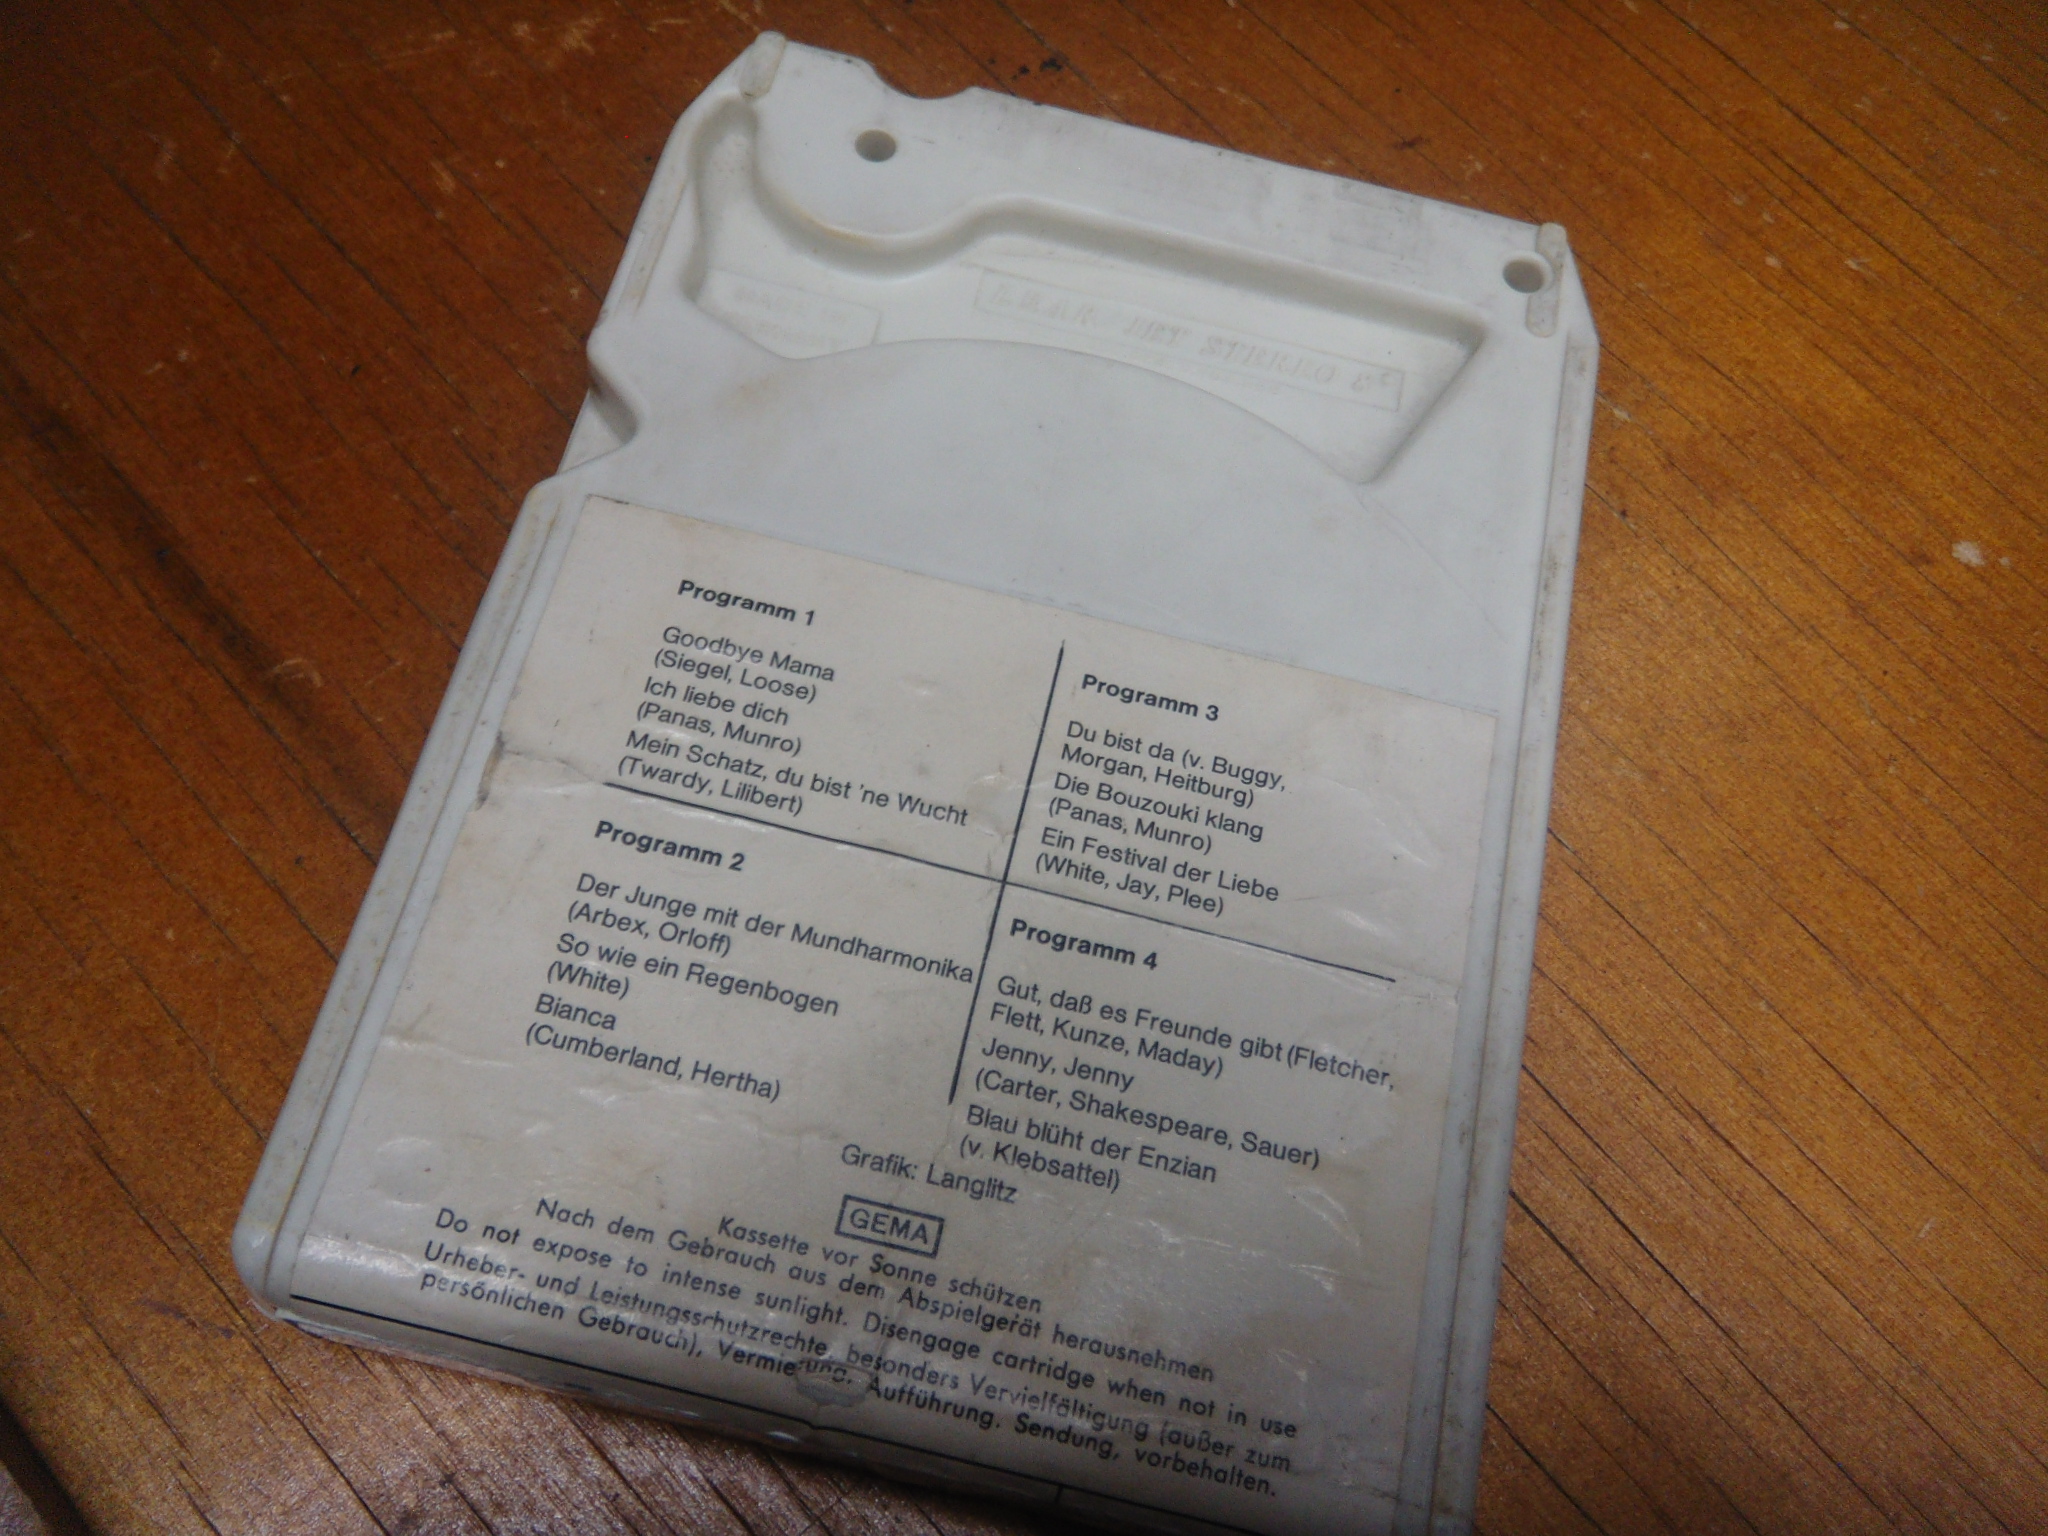 Programm 1
Goodbye Mama
(Siegel, Loose)
Ich liebe dich
(Panas, Munro)
Mein Schatz, du bist 'ne Wucht
(Twardy, Lilibert)
Programm 2
Der Junge mit der Mundharmonika
(Arbex, Orloff)
So wie ein Regenbogen
(White)
Bianca
(Cumberland, Hertha)
Programm 3
Du bist da (v. Buggy,
Morgan, Heitburg)
Die Bouzouki klang
(Panas, Munro)
Ein Festival der Liebe
(White, Jay, Plee)
Programm 4
Gut, daß es Freunde gibt (Fletcher,
Flett, Kunze, Maday)
Jenny, Jenny
(Carter, Shakespeare, Sauer)
Blau blüht der Enzian
(v. Klebsattel)
Grafik: Langlitz
GEMA
Kassette vor Sonne schützen
Nach dem Gebrauch aus dem Abspielgerät herausnehmen
Do not expose to intense sunlight. Disengage cartridge when not in use
Urheber- und Leistungsschutzrechte, besonders Vervielfältigung (außer zum
persönlichen Gebrauch), Vermietung, Aufführung. Sendung, vorbehalten.